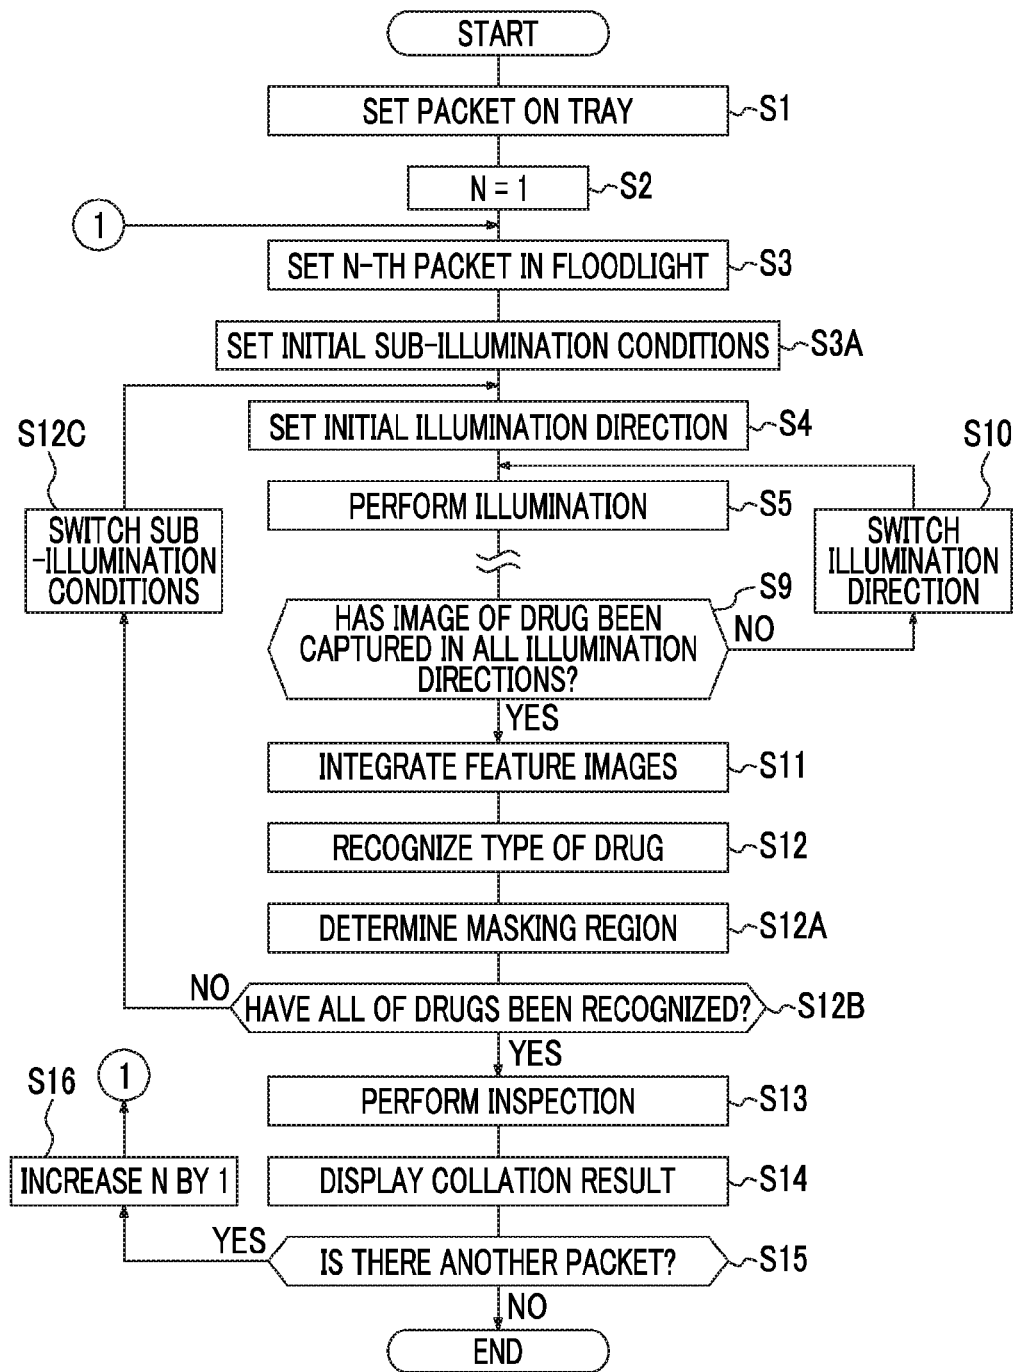 START
SET PACKET ON TRAY
S1
N = 1
S2
1
SET N-TH PACKET IN FLOODLIGHT
S3
SET INITIAL SUB-ILLUMINATION CONDITIONS
S3A
SET INITIAL ILLUMINATION DIRECTION
S4
S12C
S10
PERFORM ILLUMINATION
S5
SWITCH SUB
-ILLUMINATION
CONDITIONS
SWITCH
ILLUMINATION
DIRECTION
S9
HAS IMAGE OF DRUG BEEN
CAPTURED IN ALL ILLUMINATION
DIRECTIONS?
NO
YES
INTEGRATE FEATURE IMAGES
S11
RECOGNIZE TYPE OF DRUG
S12
DETERMINE MASKING REGION
S12A
NO
HAVE ALL OF DRUGS BEEN RECOGNIZED?
S12B
YES
S16
1
PERFORM INSPECTION
S13
INCREASE N BY 1
DISPLAY COLLATION RESULT
S14
YES
IS THERE ANOTHER PACKET?
S15
NO
END